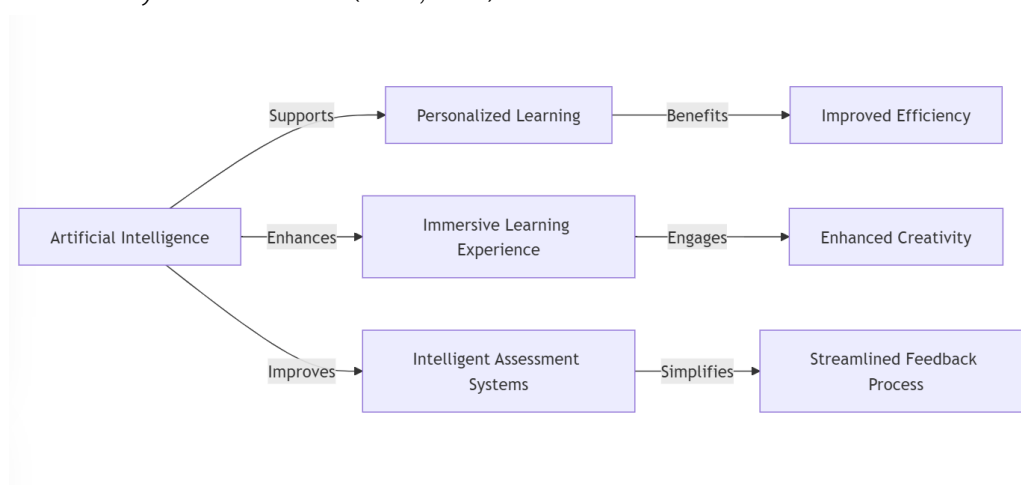 Supports
Personalized Learning
Benefits
Improved Efficiency
Artificial Intelligence
Enhances
Immersive Learning
Experience
Engages
Enhanced Creativity
Improves
Intelligent Assessment
Systems
Simplifies
Streamlined Feedback
Process